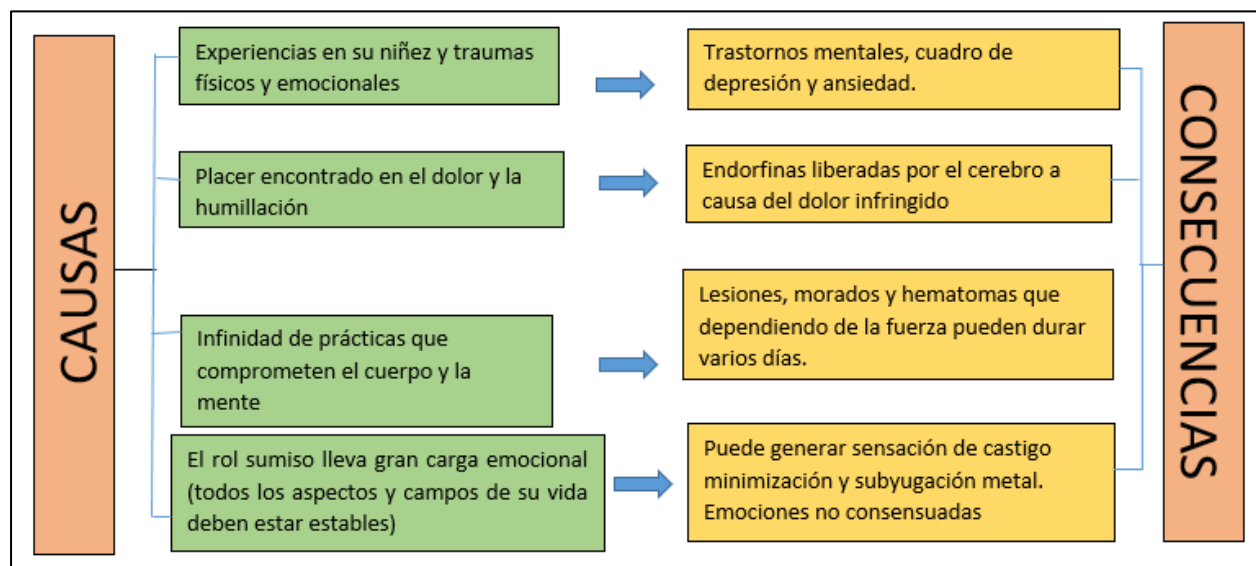 CAUSAS
Experiencias en su niñez y traumas
físicos y emocionales
Trastornos mentales, cuadro de
depresión y ansiedad.
Placer encontrado en el dolor y la
humillación
Endorfinas liberadas por el cerebro a
causa del dolor infringido
Infinidad de prácticas que
comprometen el cuerpo y la
mente
Lesiones, morados y hematomas que
dependiendo de la fuerza pueden durar
varios días.
El rol sumiso lleva gran carga emocional
(todos los aspectos y campos de su vida
deben estar estables)
Puede generar sensación de castigo
minimización y subyugación metal.
Emociones no consensuadas
CONSECUENCIAS